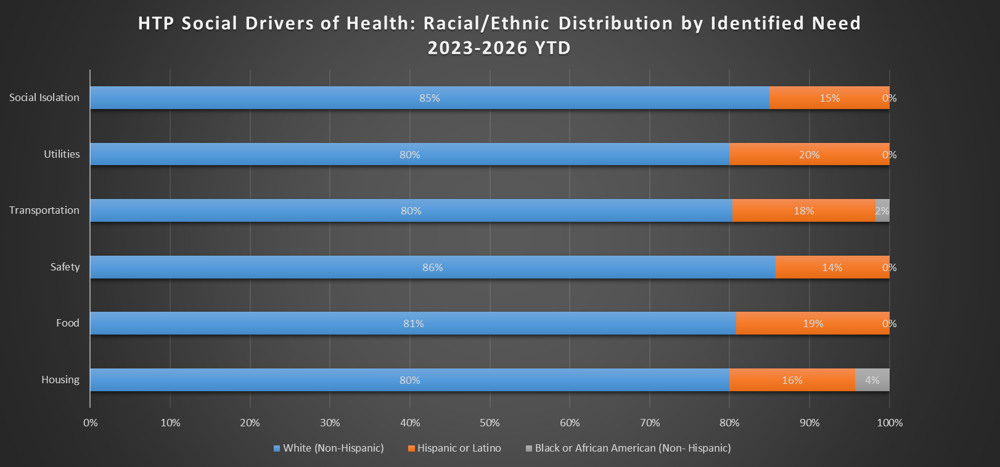 HTP Social Drivers of Health: Racial/Ethnic Distribution by Identified Need
2023-2026 YTD
Social Isolation 85% 15% 0%
Utilities 80% 20% 0%
Transportation 80% 18% 2%
Safety 86% 14% 0%
Food 81% 19% 0%
Housing 80% 16% 4%
0% 10% 20% 30% 40% 50% 60% 70% 80% 90% 100%
White (Non-Hispanic) Hispanic or Latino Black or African American (Non- Hispanic)